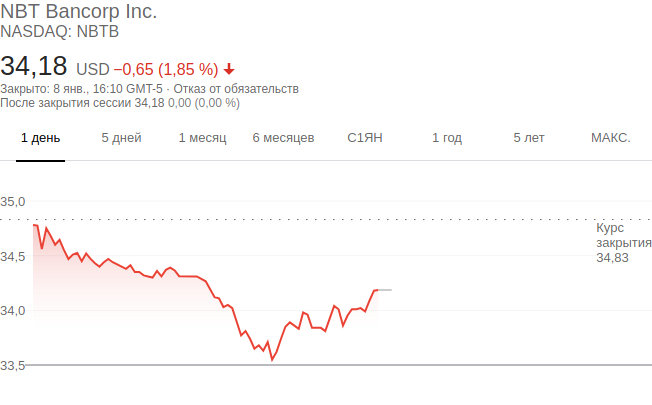 NBT Bancorp Inc.
NASDAQ: NBTB
34,18 USD −0,65 (1,85 %)
Закрыто: 8 янв., 16:10 GMT-5 · Отказ от обязательств
После закрытия сессии 34,18 0,00 (0,00 %)
1 день 5 дней 1 месяц 6 месяцев С1ЯН 1 год 5 лет МАКС.
35,0
Курс
закрытия
34,83
34,5
34,0
33,5